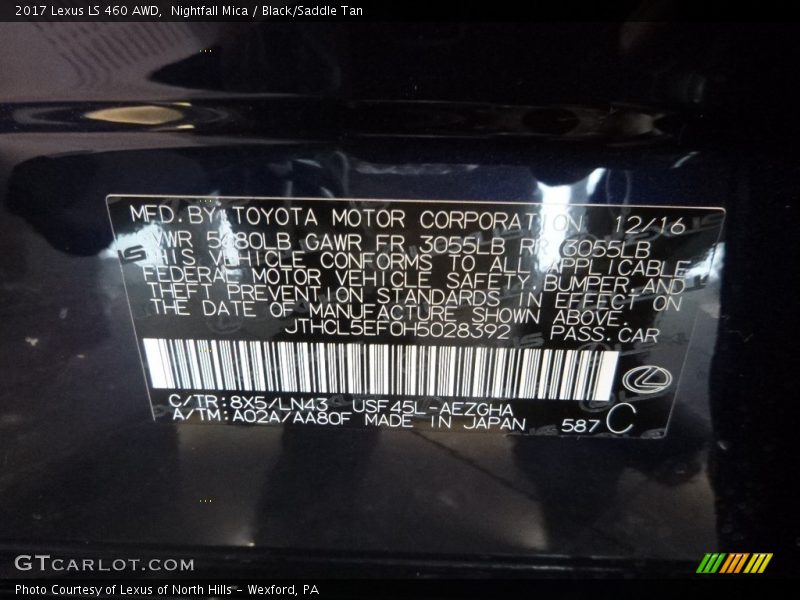 2017 Lexus LS 460 AWD,  Nightfall Mica / Black/Saddle Tan
MFD. BY TOYOTA MOTOR CORPORATION 12/16
GVWR 5480LB GAWR FR 3055LB RR 3055LB
THIS VEHICLE CONFORMS TO ALL APPLICABLE
FEDERAL MOTOR VEHICLE SAFETY, BUMPER, AND
THEFT PREVENTION STANDARDS IN EFFECT ON
THE DATE OF MANUFACTURE SHOWN ABOVE.
JTHCL5EF0H5028392 PASS. CAR
C/TR: 8X5/LN43 USF45L-AEZGHA
A/TM: A02A/AA80F MADE IN JAPAN 587 C
GTCARLOT.COM
Photo Courtesy of Lexus of North Hills – Wexford, PA